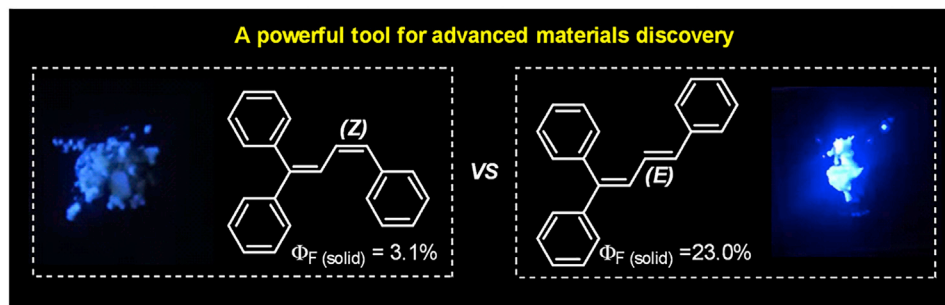 A powerful tool for advanced materials discovery
(Z)
VS
(E)
ΦF (solid) = 3.1%
ΦF (solid) =23.0%